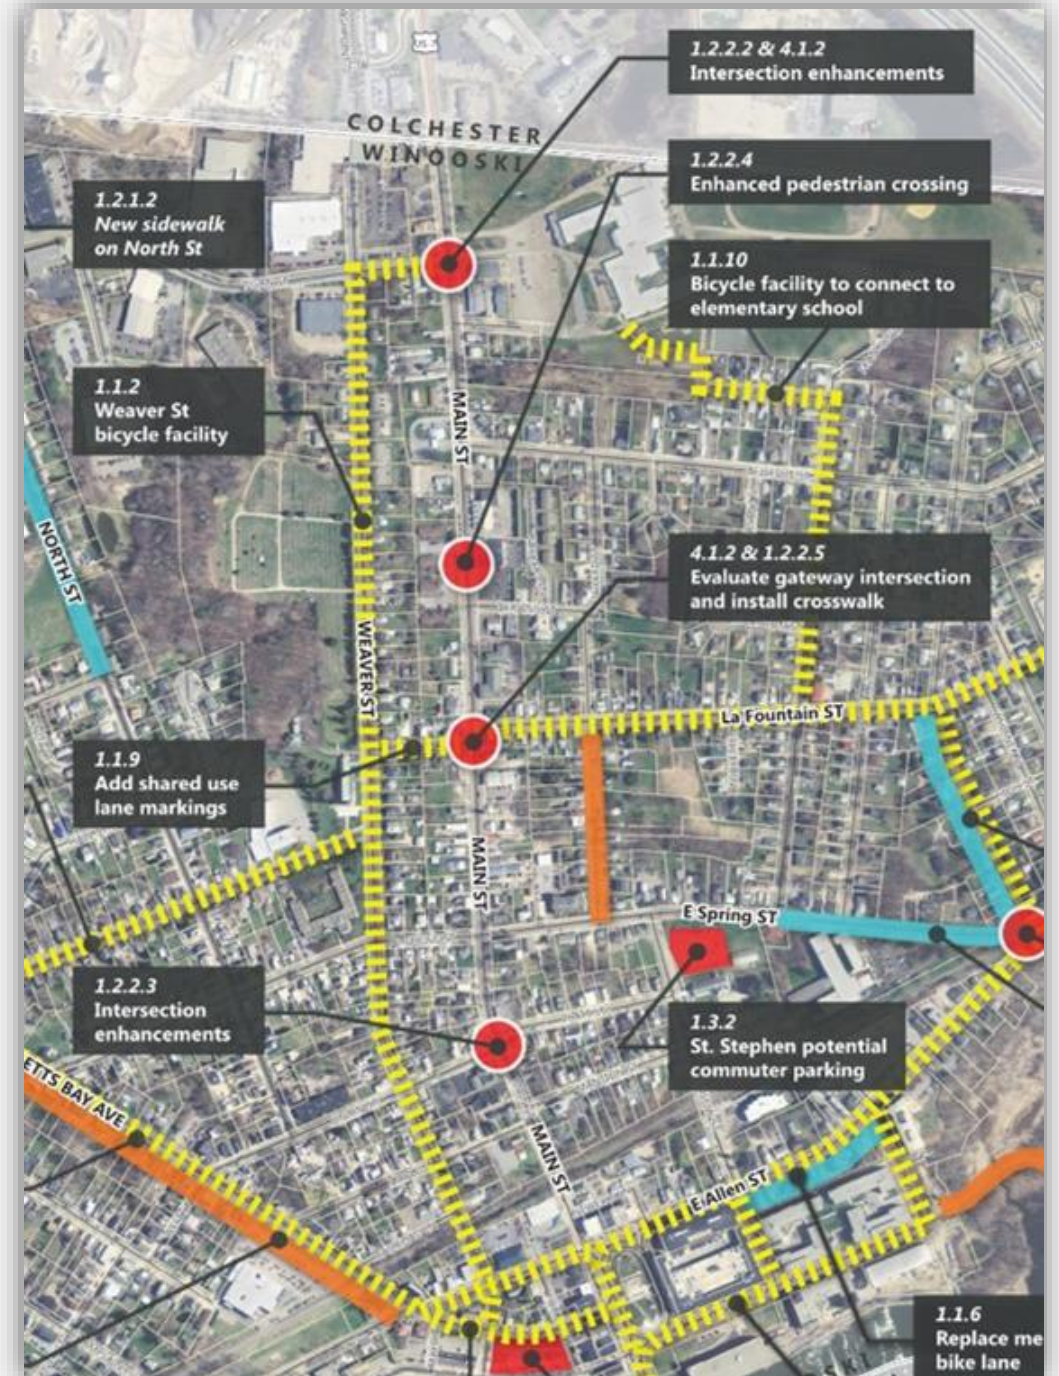 1.2.2.2 & 4.1.2
Intersection enhancements
COLCHESTER
WINOOSKI
1.2.2.4
Enhanced pedestrian crossing
1.2.1.2
New sidewalk
on North St
1.1.10
Bicycle facility to connect to
elementary school
1.1.2
Weaver St
bicycle facility
MAIN ST
NORTH ST
4.1.2 & 1.2.2.5
Evaluate gateway intersection
and install crosswalk
WEAVER ST
La Fountain ST
1.1.9
Add shared use
lane markings
MAIN ST
E Spring ST
1.2.2.3
Intersection
enhancements
1.3.2
St. Stephen potential
commuter parking
ETTS BAY AVE
MAIN ST
E Allen ST
1.1.6
Replace me
bike lane